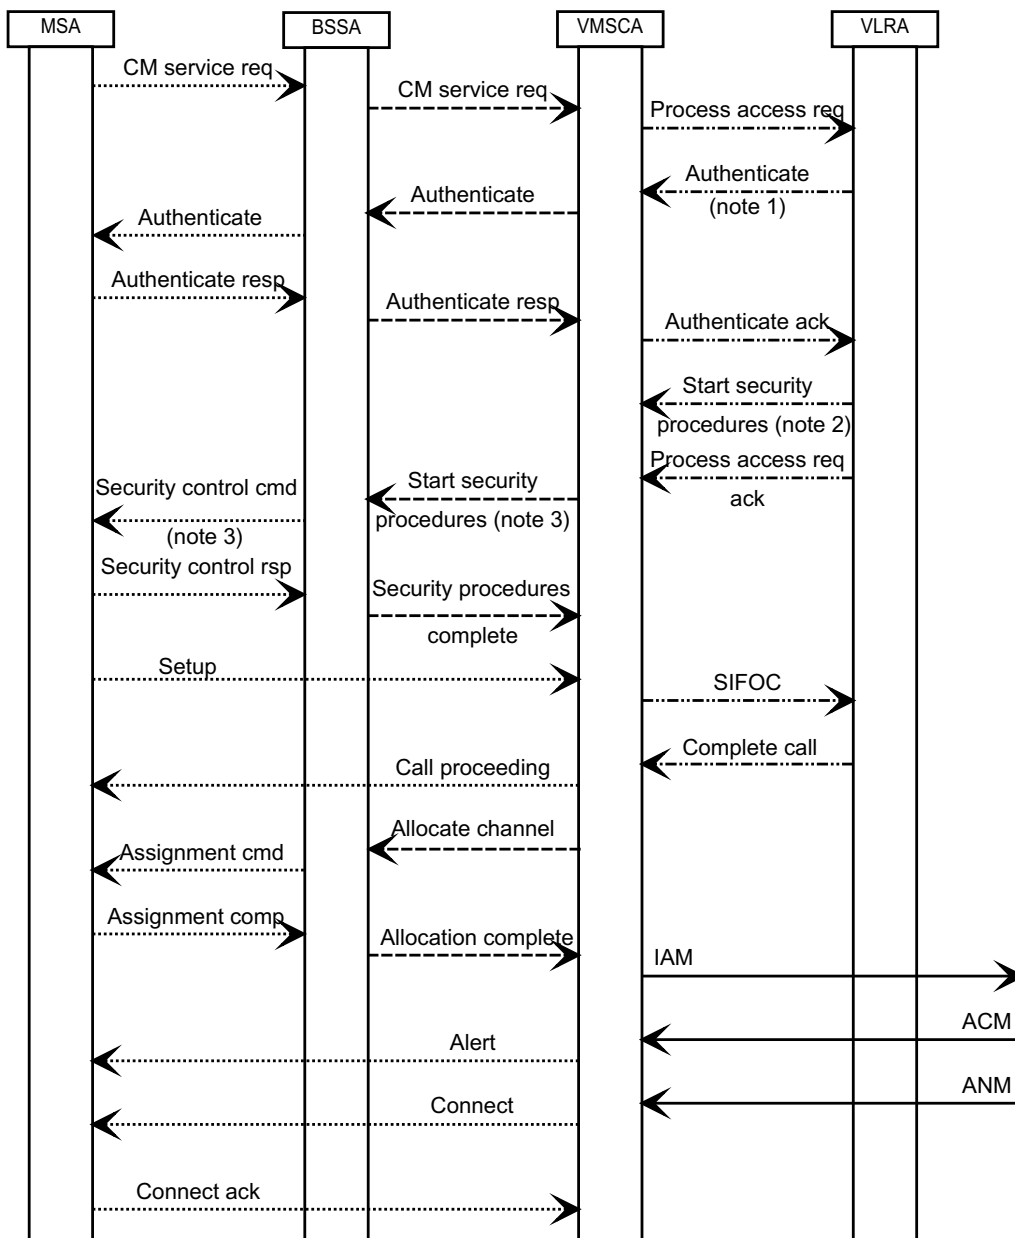 MSA
BSSA
VMSCA
VLRA
CM service req
CM service req
Process access req
Authenticate
(note 1)
Authenticate
Authenticate
Authenticate resp
Authenticate resp
Authenticate ack
Start security
procedures (note 2)
Process access req
ack
Start security
procedures (note 3)
Security control cmd
(note 3)
Security control rsp
Security procedures
complete
Setup
SIFOC
Complete call
Call proceeding
Allocate channel
Assignment cmd
Assignment comp
Allocation complete
IAM
ACM
Alert
ANM
Connect
Connect ack